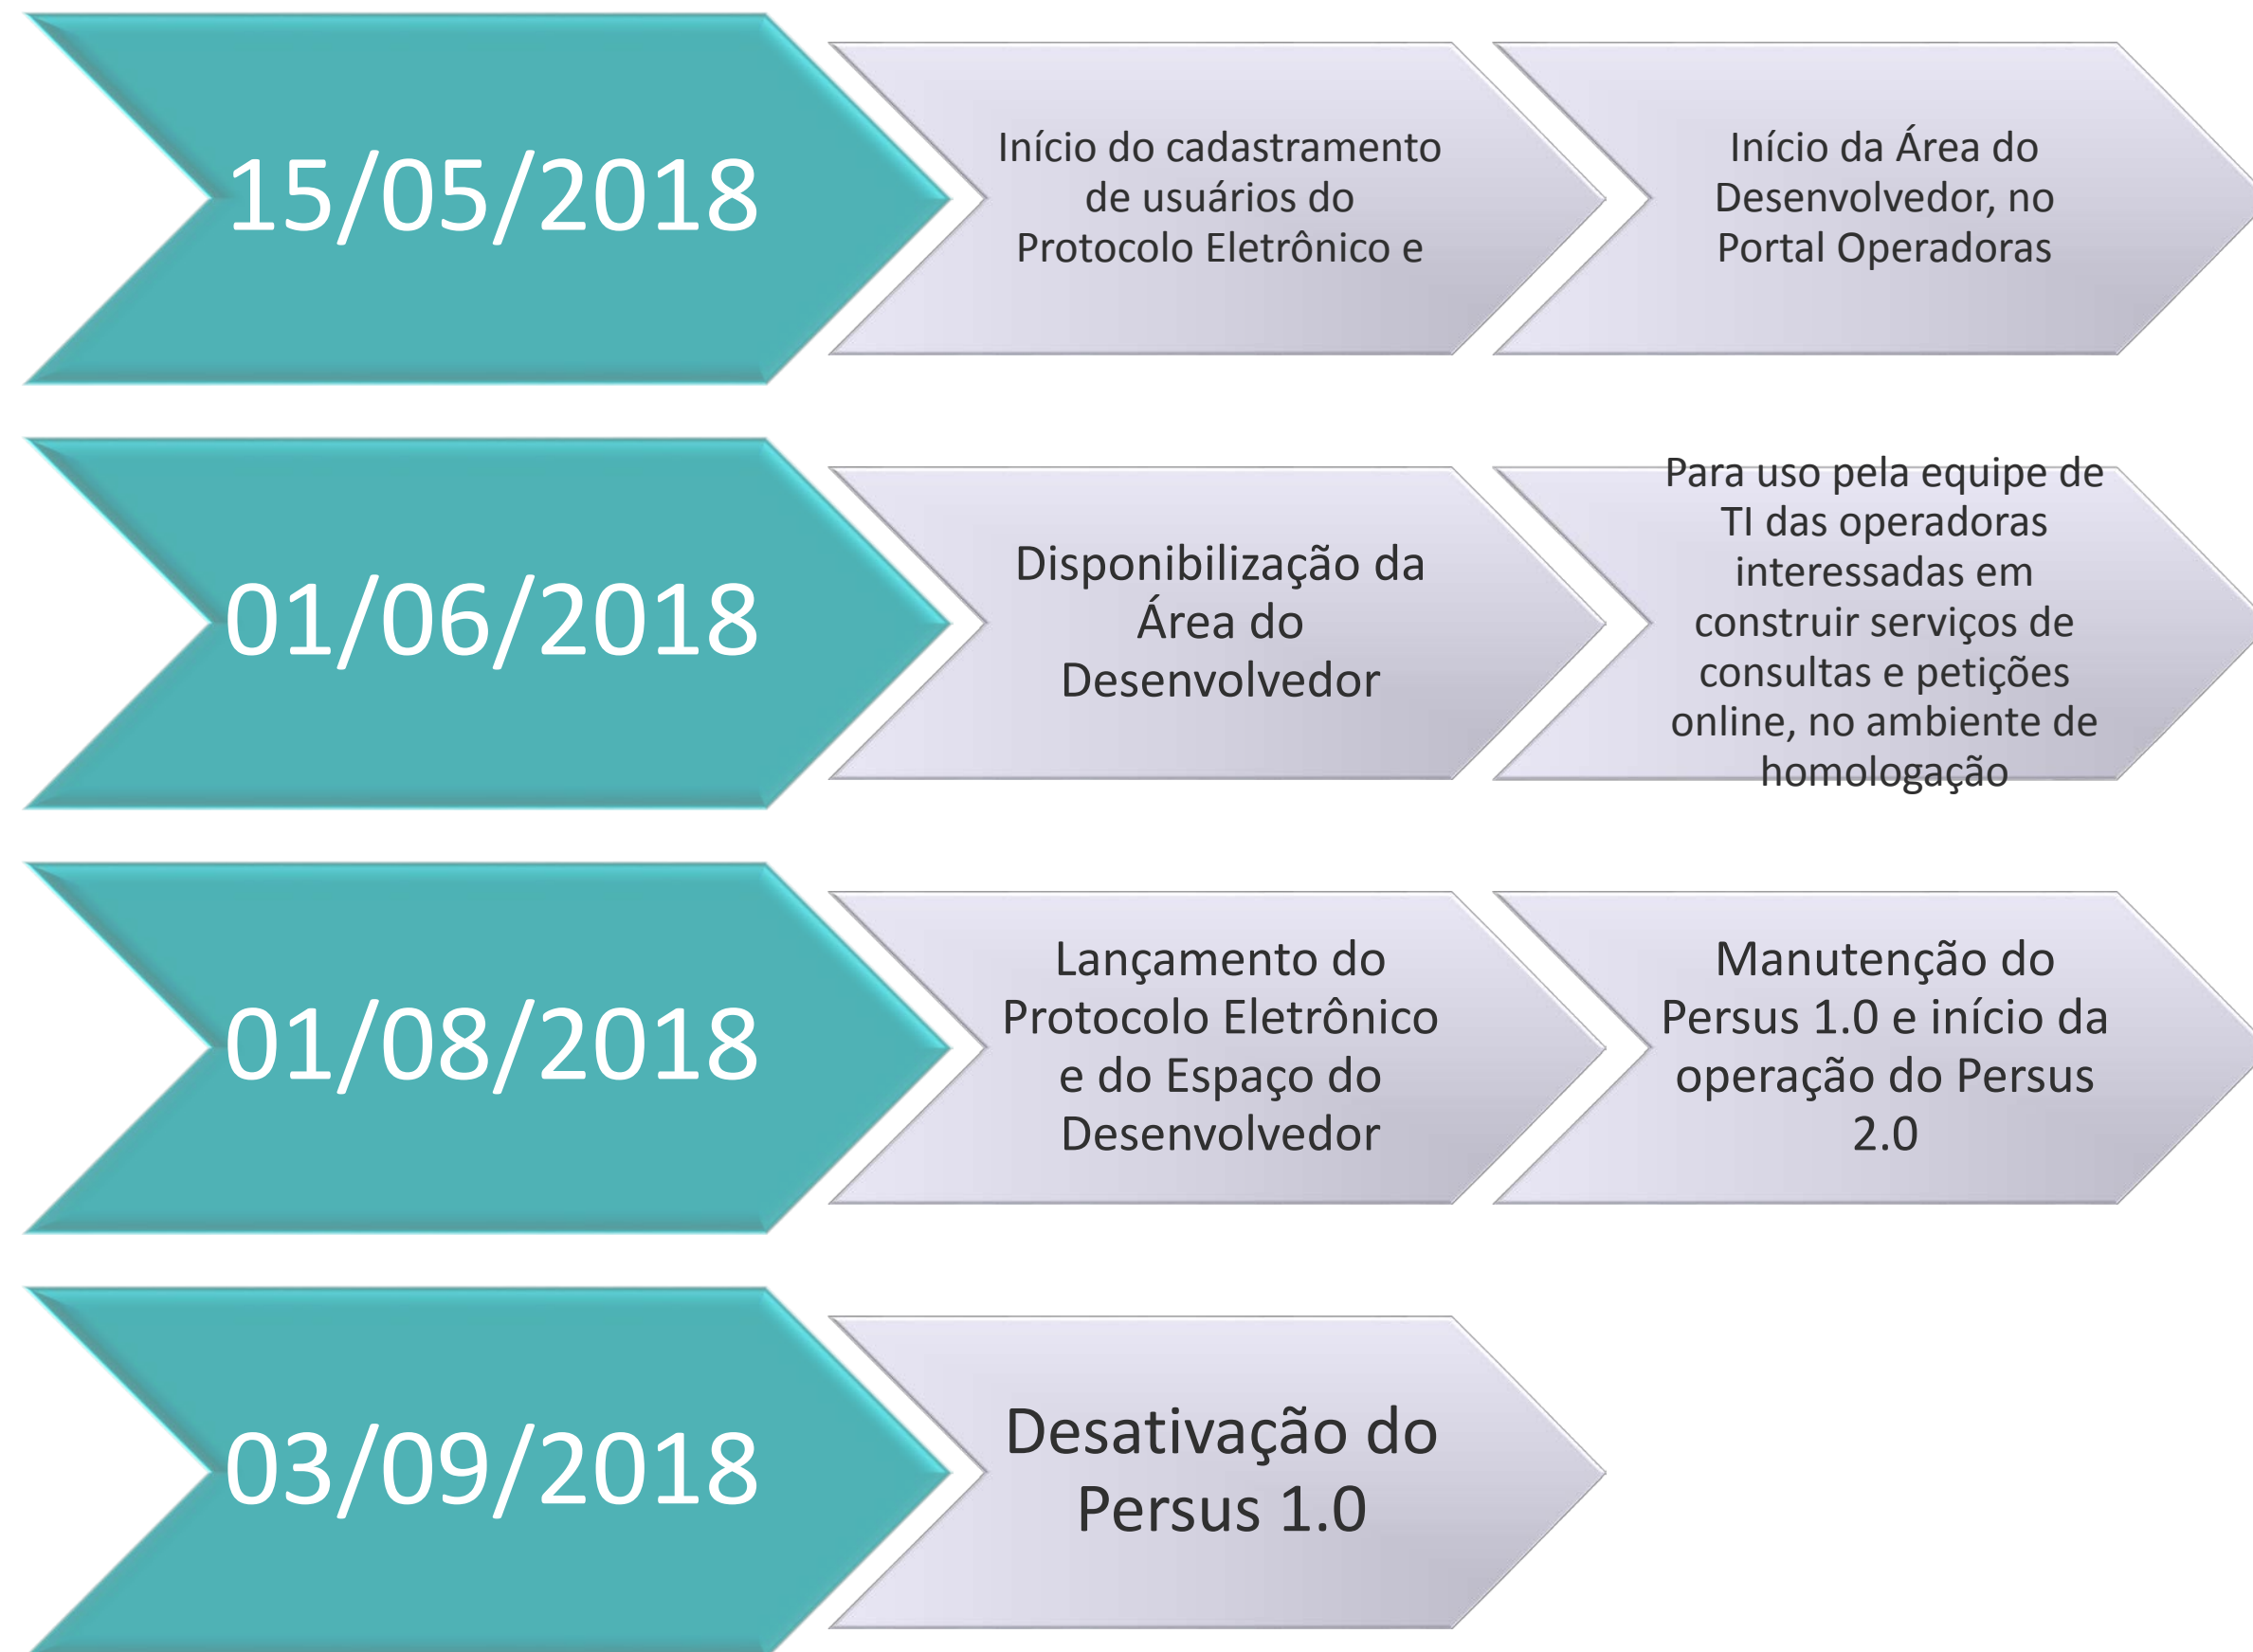 15/05/2018
Início do cadastramento
de usuários do
Protocolo Eletrônico e
Início da Área do
Desenvolvedor, no
Portal Operadoras
01/06/2018
Disponibilização da
Área do
Desenvolvedor
Para uso pela equipe de
TI das operadoras
interessadas em
construir serviços de
consultas e petições
online, no ambiente de
homologação
01/08/2018
Lançamento do
Protocolo Eletrônico
e do Espaço do
Desenvolvedor
Manutenção do
Persus 1.0 e início da
operação do Persus
2.0
03/09/2018
Desativação do
Persus 1.0